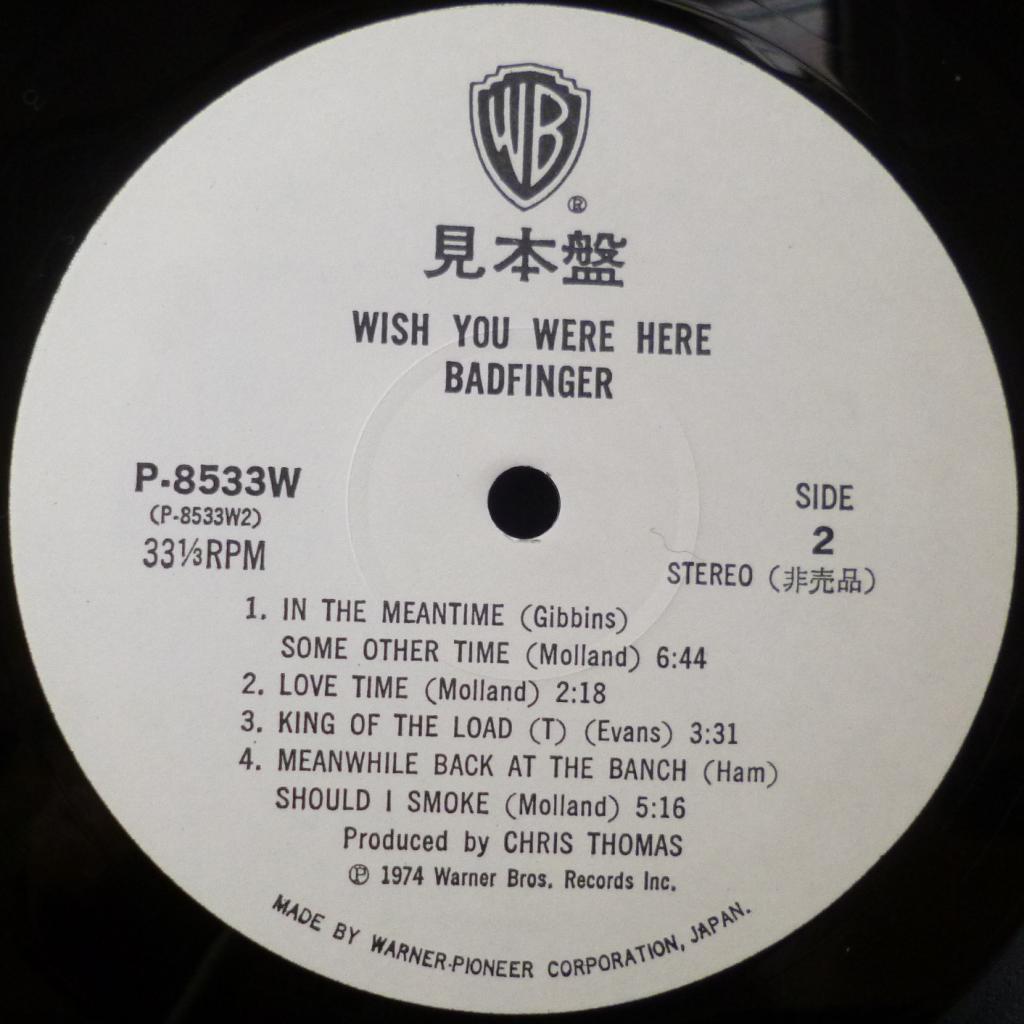 WB
®
見本盤
WISH YOU WERE HERE
BADFINGER
P-8533W
(P-8533W2)
33⅓RPM
SIDE
2
STEREO (非売品)
1. IN THE MEANTIME (Gibbins)
SOME OTHER TIME (Molland) 6:44
2. LOVE TIME (Molland) 2:18
3. KING OF THE LOAD (T) (Evans) 3:31
4. MEANWHILE BACK AT THE BANCH (Ham)
SHOULD I SMOKE (Molland) 5:16
Produced by CHRIS THOMAS
℗ 1974 Warner Bros. Records Inc.
MADE BY WARNER-PIONEER CORPORATION, JAPAN.